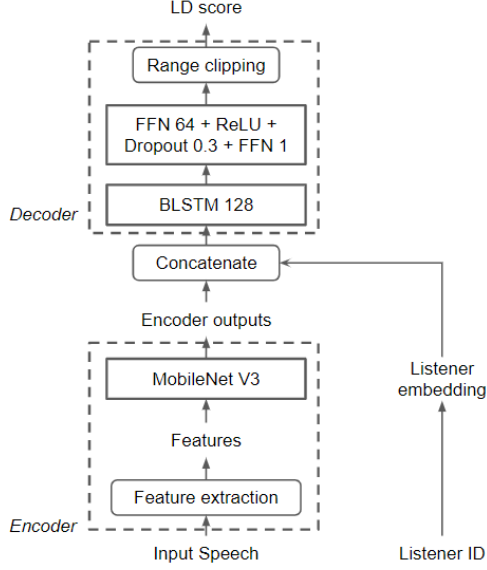 LD score
Range clipping
FFN 64 + ReLU +
Dropout 0.3 + FFN 1
BLSTM 128
Decoder
Concatenate
Encoder outputs
MobileNet V3
Listener
embedding
Features
Feature extraction
Encoder
Input Speech
Listener ID